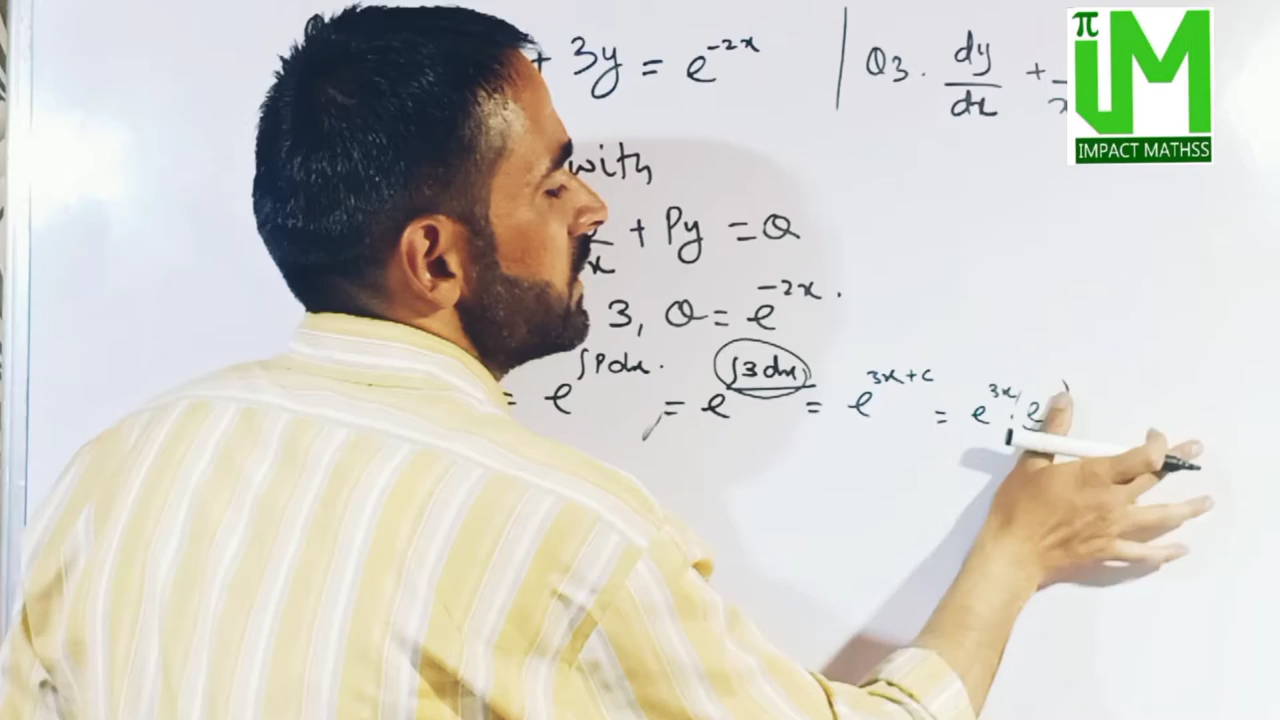 + 3y = e^{-2x} | Q3. dy/dx +
with
x + Py = Q
3, Q = e^{-2x}.
= e^{∫Pdx}. = e^{∫3dx} = e^{3x+c} = e^{3x}. e
π
iM
IMPACT MATHSS